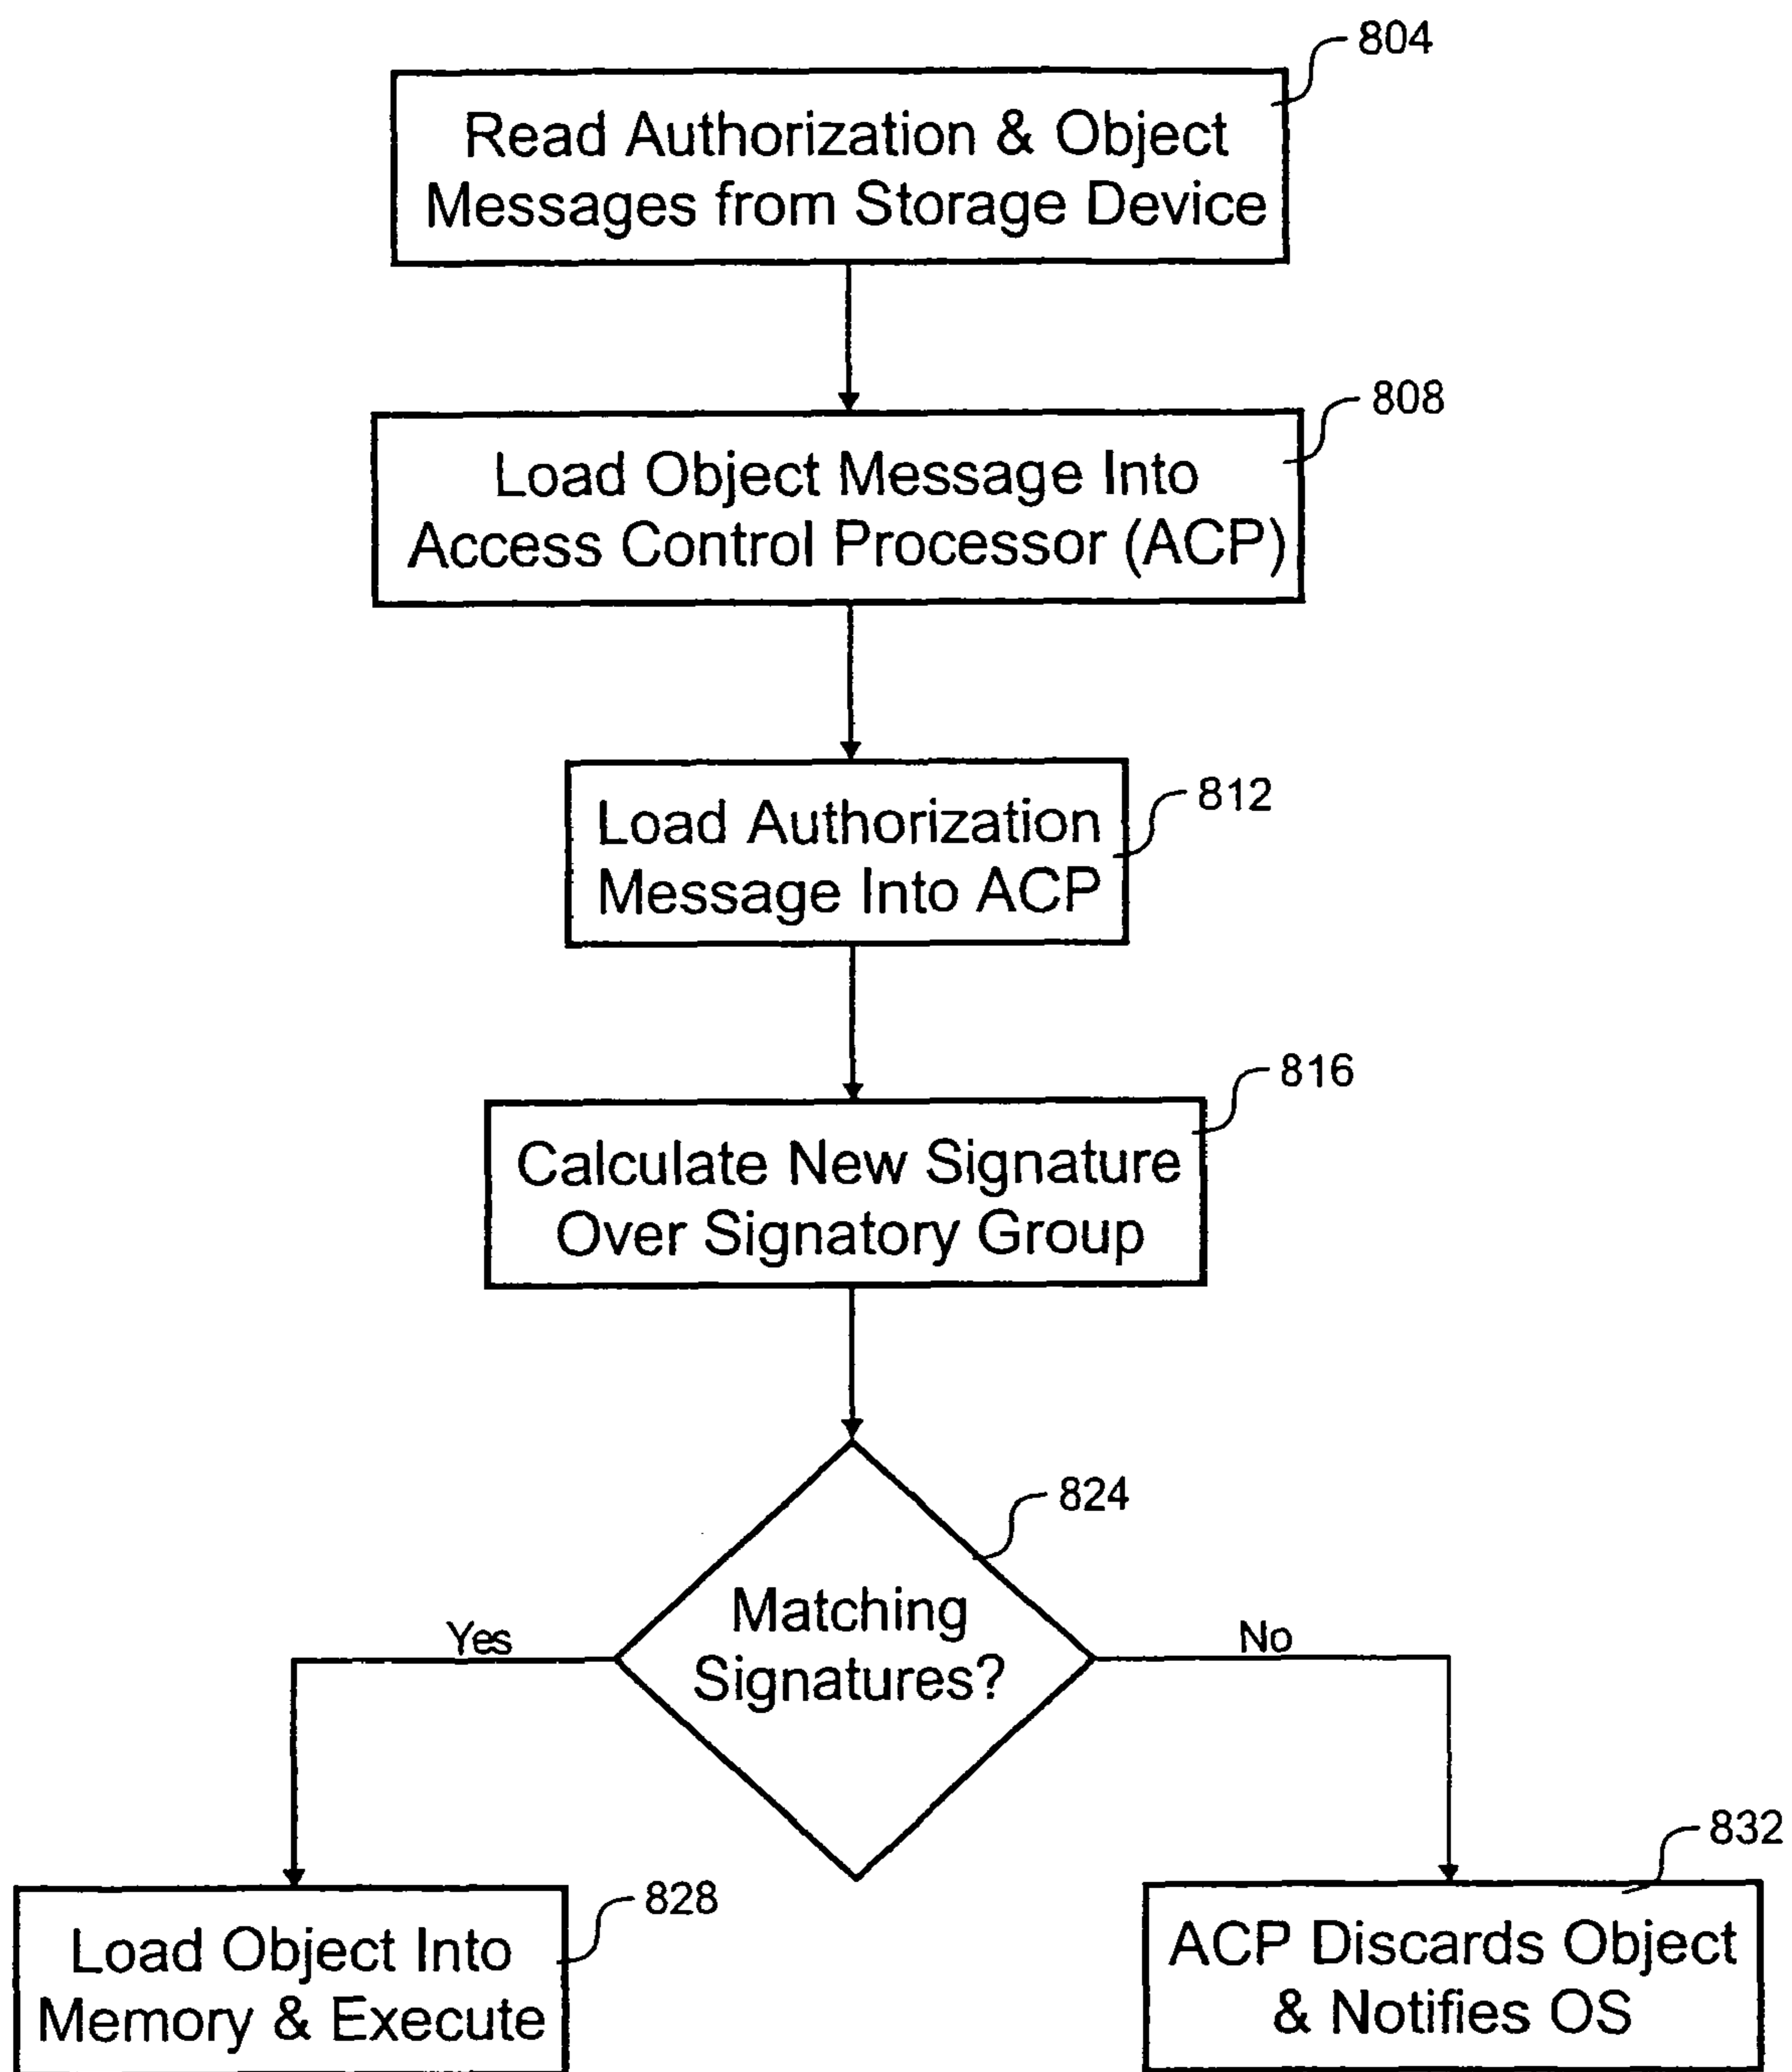 804
Read Authorization & Object
Messages from Storage Device
808
Load Object Message Into
Access Control Processor (ACP)
812
Load Authorization
Message Into ACP
816
Calculate New Signature
Over Signatory Group
824
Matching
Signatures?
Yes
No
828
Load Object Into
Memory & Execute
832
ACP Discards Object
& Notifies OS